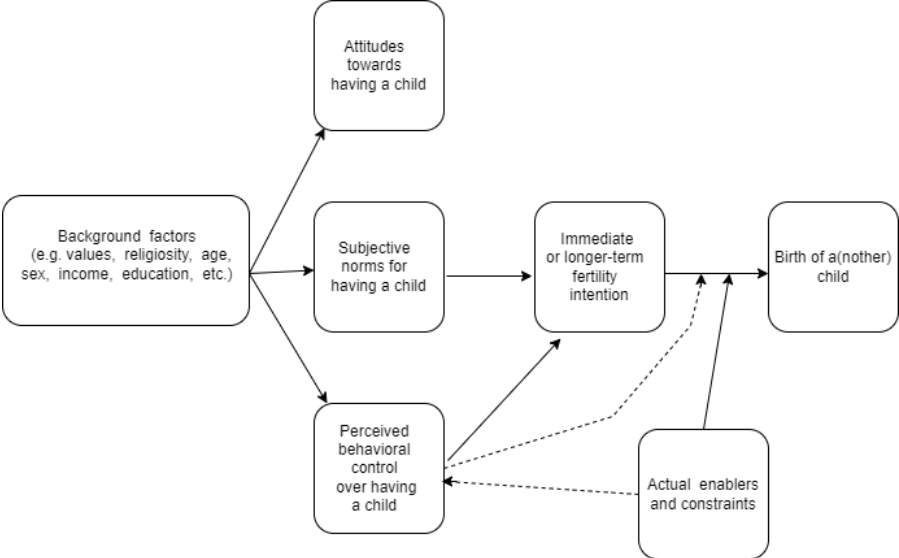 Attitudes
towards
having a child
Background factors
(e.g. values, religiosity, age,
sex, income, education, etc.)
Subjective
norms for
having a child
Immediate
or longer-term
fertility
intention
Birth of a(nother)
child
Perceived
behavioral
control
over having
a child
Actual enablers
and constraints